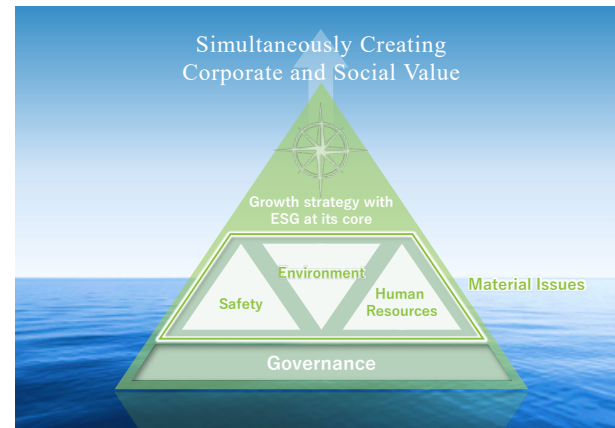 Simultaneously Creating
Corporate and Social Value
Growth strategy with
ESG at its core
Environment
Safety
Human
Resources
Material Issues
Governance